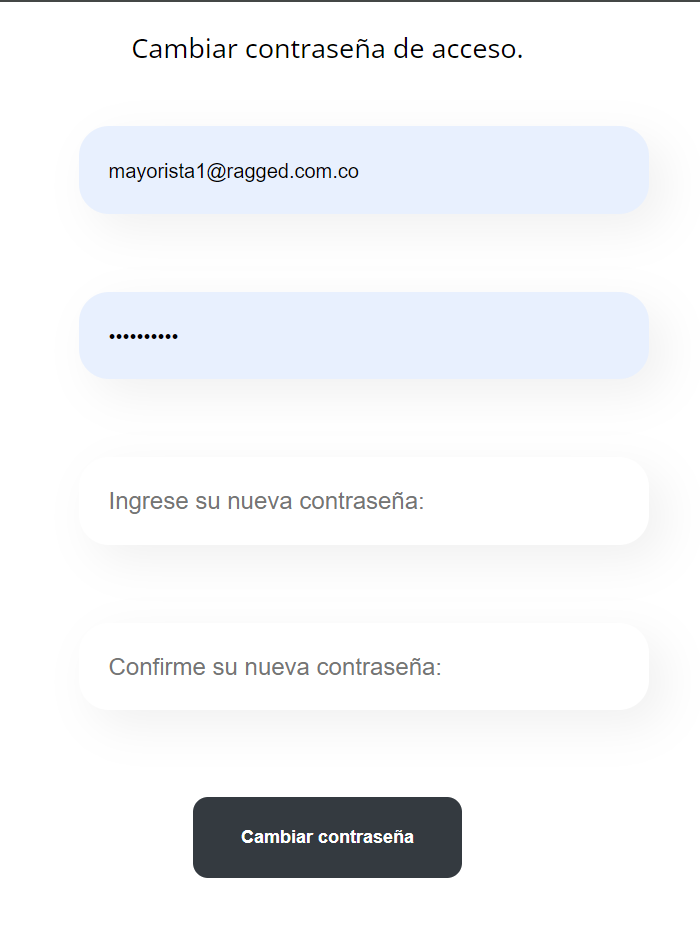 Cambiar contraseña de acceso.
mayorista1@ragged.com.co
••••••••••
Ingrese su nueva contraseña:
Confirme su nueva contraseña:
Cambiar contraseña